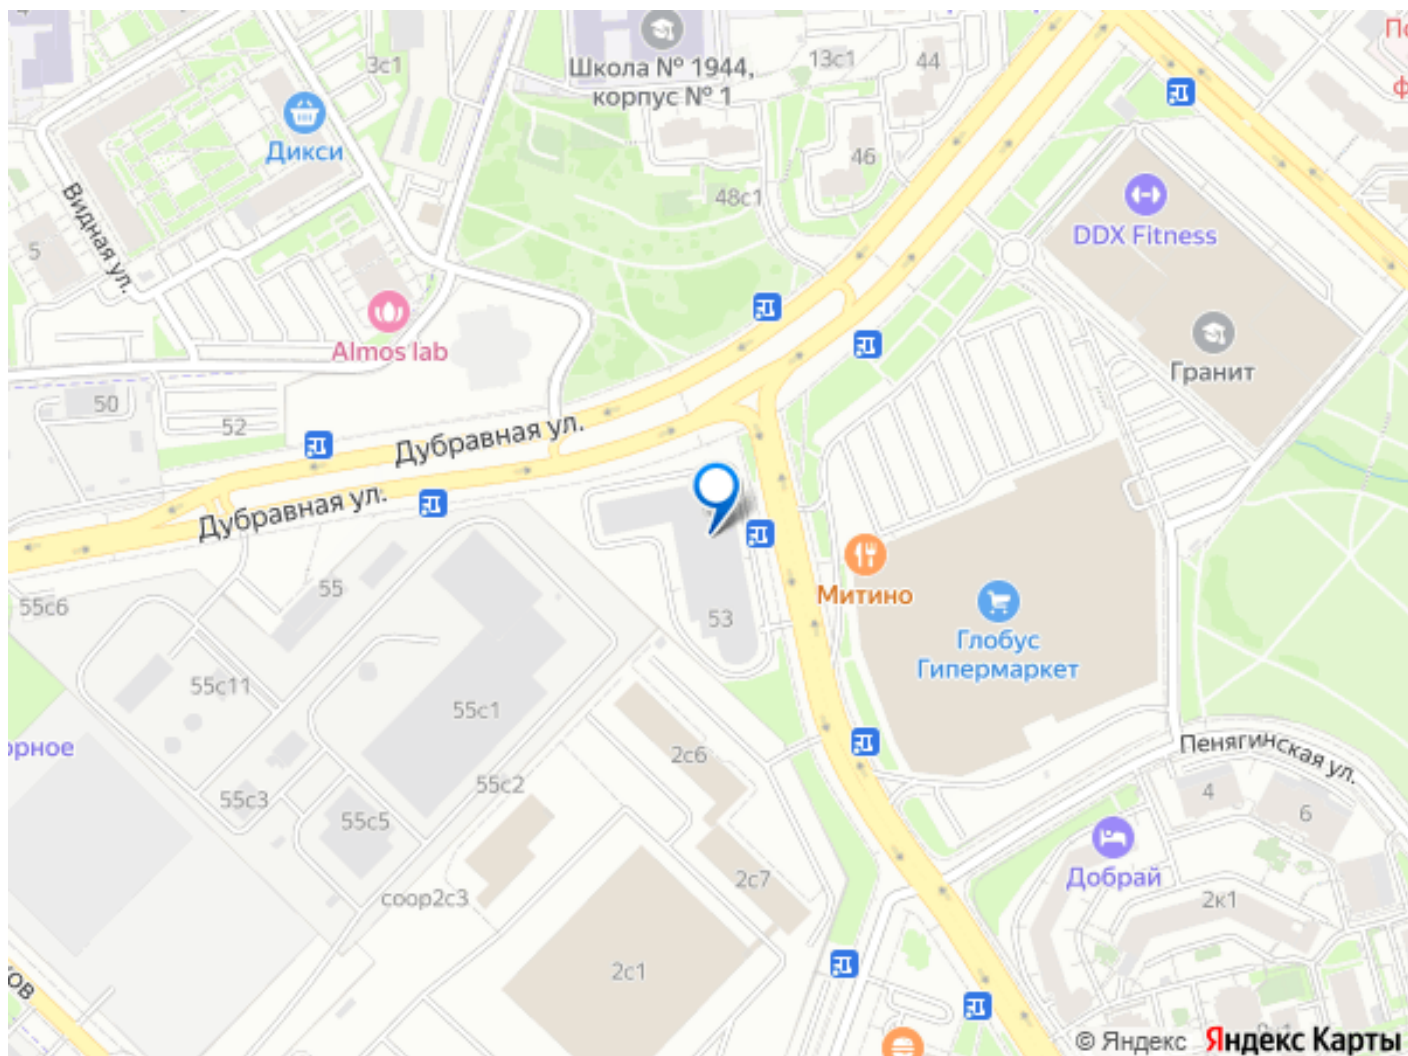 3с1
Школа № 1944,
корпус № 1
13с1
44
Дикси
46
48с1
Видная ул.
5
DDX Fitness
Almos lab
Гранит
50
52
Дубравная ул.
Дубравная ул.
55
55с6
Митино
53
Глобус
Гипермаркет
55с11
55с1
орное
2с6
Пенягинская ул.
55с2
55с3
55с5
4
6
2с7
Добрай
соор2с3
2к1
2с1
ов
© Яндекс
Яндекс Карты